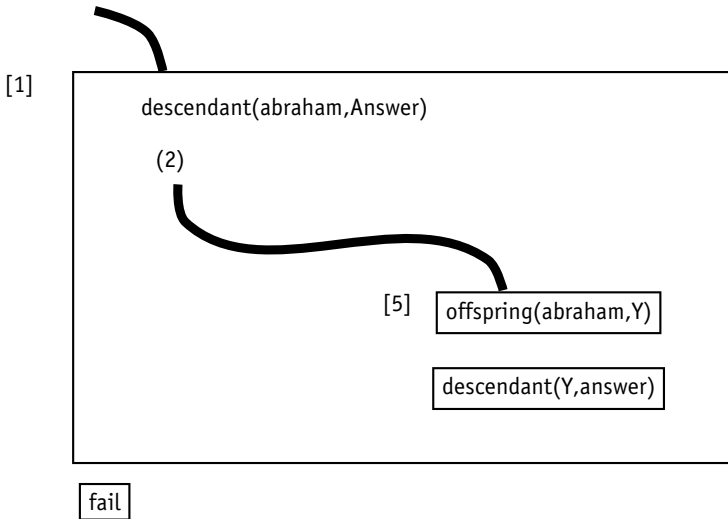 [1]
descendant(abraham,Answer)
(2)
[5] offspring(abraham,Y)
descendant(Y,answer)
fail